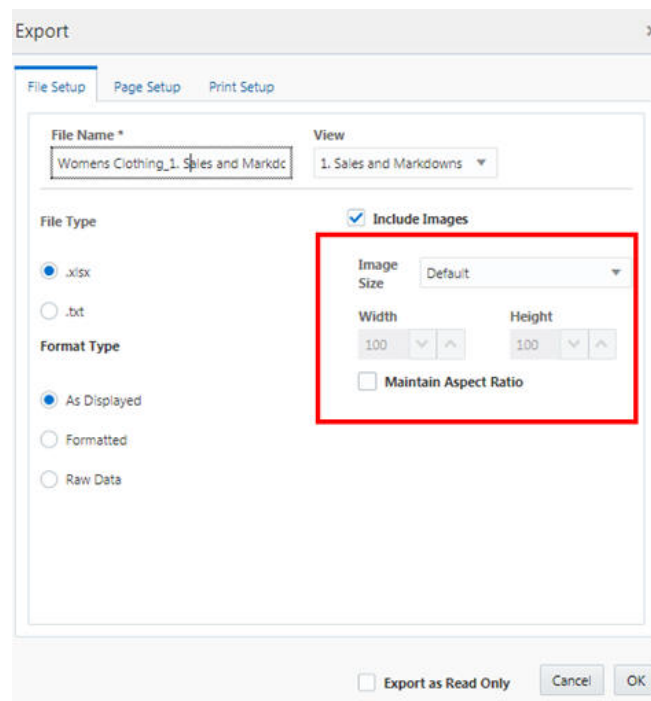 Export
File Setup Page Setup Print Setup
File Name * View
Womens Clothing_1. Sales and Markdc 1. Sales and Markdowns
File Type Include Images
Image Size Default
.xlsx
.txt
Width Height
100 100
Format Type
Maintain Aspect Ratio
As Displayed
Formatted
Raw Data
Export as Read Only Cancel OK